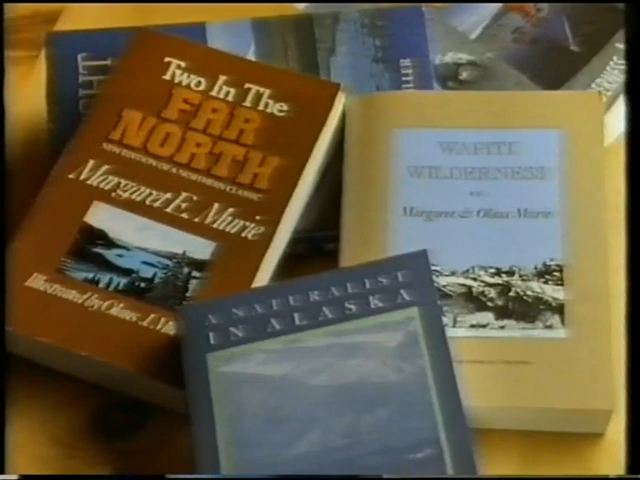 Two In The
FAR
NORTH
NEW EDITION OF A NORTHERN CLASSIC
Margaret E. Murie
Illustrated by Olaus J.
WAPITI
WILDERNESS
Margaret & Olaus Murie
A NATURALIST
IN ALASKA